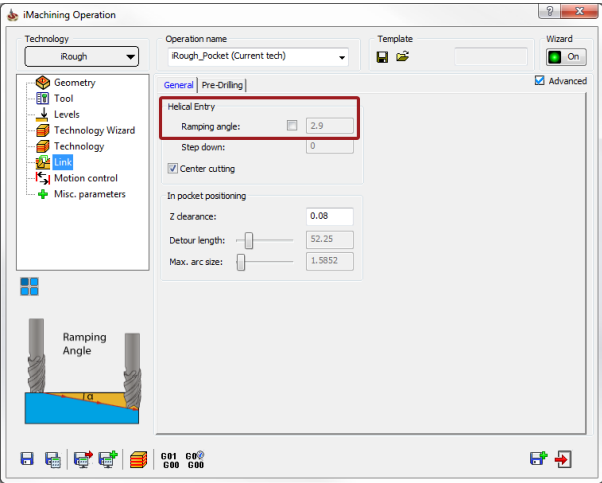 iMachining Operation
Technology
iRough
Operation name
iRough_Pocket (Current tech)
Template
Wizard
On
Geometry
Tool
Levels
Technology Wizard
Technology
Link
Motion control
Misc. parameters
General Pre-Drilling
Advanced
Helical Entry
Ramping angle: 2.9
Step down: 0
Center cutting
In pocket positioning
Z clearance: 0.08
Detour length: 52.25
Max. arc size: 1.5852
Ramping
Angle
α
G01 G0?
G00 G00